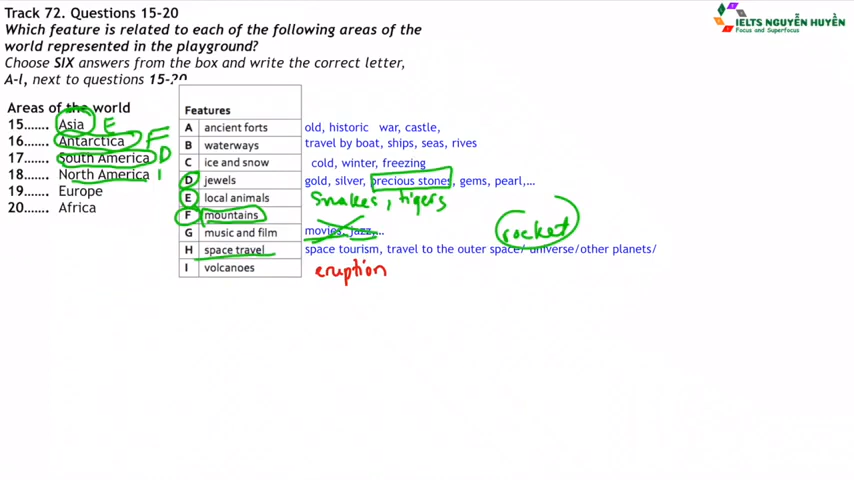 Track 72. Questions 15-20
IELTS NGUYỄN HUYỀN
Focus and Superfocus
Which feature is related to each of the following areas of the
world represented in the playground?
Choose SIX answers from the box and write the correct letter,
A-I, next to questions 15-20
Areas of the world
15....... Asia E
16....... Antarctica F
17....... South America D
18....... North America I
19....... Europe
20....... Africa
Features
A ancient forts old, historic war, castle,
B waterways travel by boat, ships, seas, rives
C ice and snow cold, winter, freezing
D jewels gold, silver, precious stones, gems, pearl,...
E local animals snakes, tigers
F mountains
G music and film movies, jazz,...
rocket
H space travel space tourism, travel to the outer space/ universe/other planets/
I volcanoes eruption